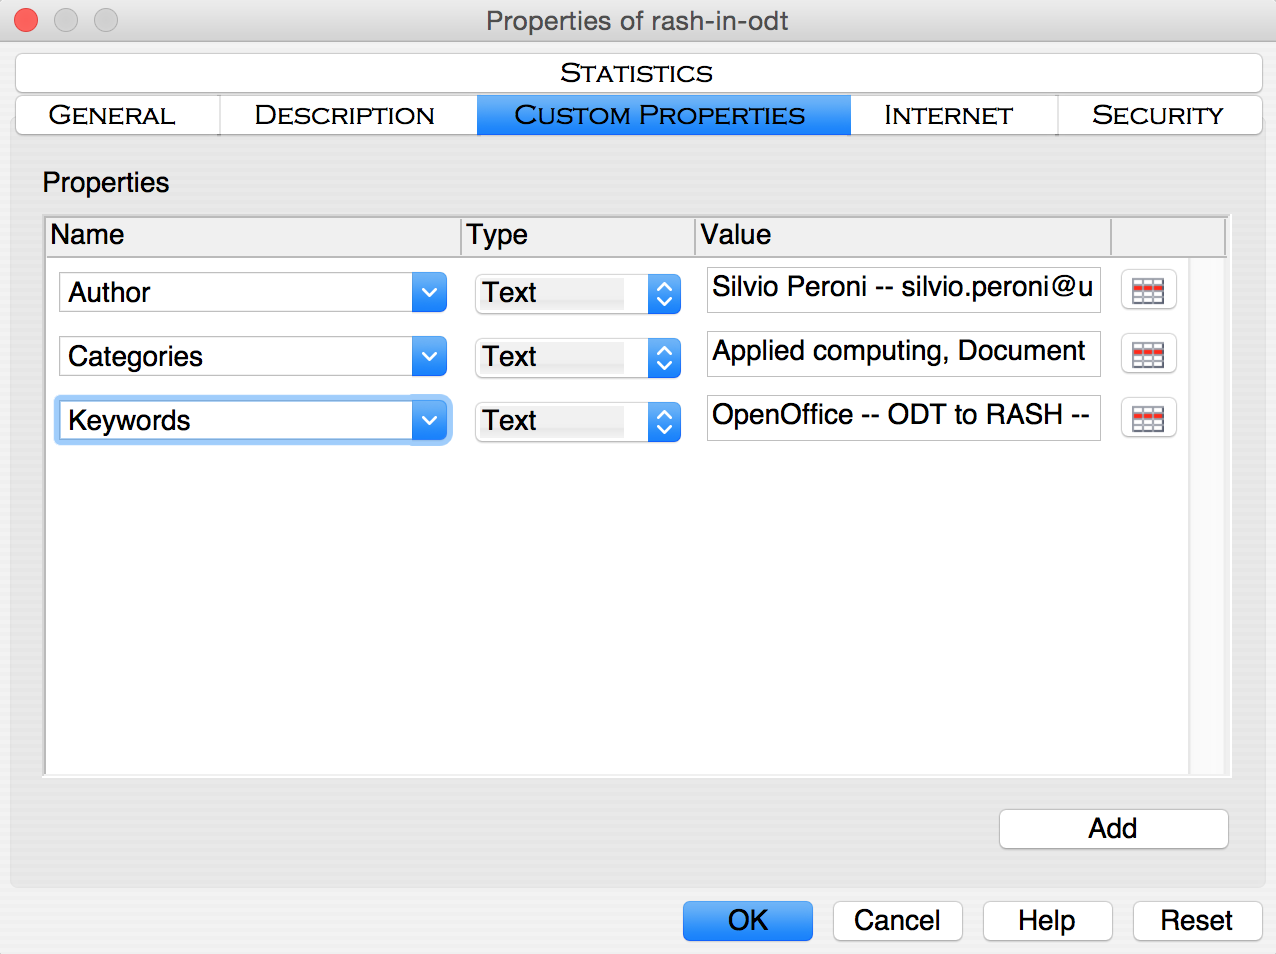 Properties of rash-in-odt
Statistics
General Description Custom Properties Internet Security
Properties
Name Type Value
Author Text Silvio Peroni -- silvio.peroni@u
Categories Text Applied computing, Document
Keywords Text OpenOffice -- ODT to RASH --
Add
OK Cancel Help Reset